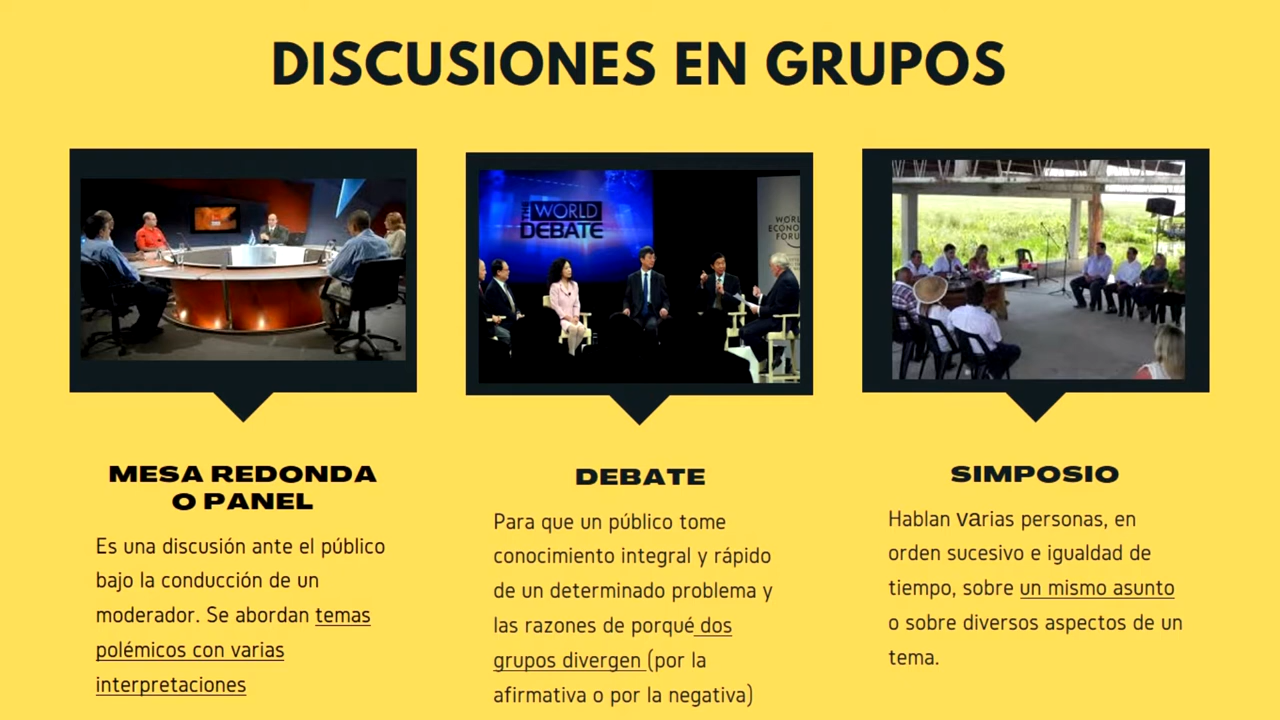 DISCUSIONES EN GRUPOS
THE WORLD
DEBATE
WORL
ECONO
FORU
MESA REDONDA
O PANEL
Es una discusión ante el público
bajo la conducción de un
moderador. Se abordan temas
polémicos con varias
interpretaciones
DEBATE
Para que un público tome
conocimiento integral y rápido
de un determinado problema y
las razones de porqué dos
grupos divergen (por la
afirmativa o por la negativa)
SIMPOSIO
Hablan varias personas, en
orden sucesivo e igualdad de
tiempo, sobre un mismo asunto
o sobre diversos aspectos de un
tema.